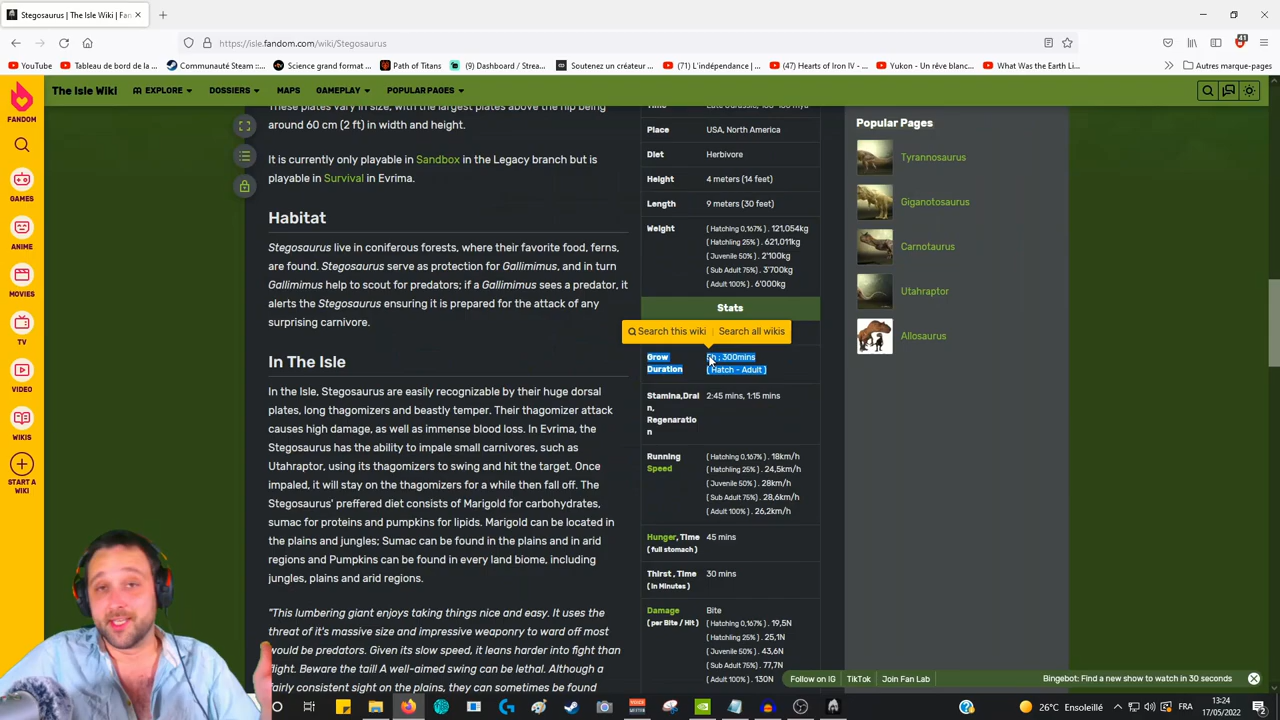 Stegosaurus | The Isle Wiki | Fan
https://isle.fandom.com/wiki/Stegosaurus
YouTube
Tableau de bord de la ...
Communauté Steam ::...
Science grand format ...
Path of Titans
(9) Dashboard / Strea...
Soutenez un créateur ...
(71) L'indépendance | ...
(47) Hearts of Iron IV -...
Yukon - Un rêve blanc...
What Was the Earth Li...
Autres marque-pages
41
FANDOM
GAMES
ANIME
MOVIES
TV
VIDEO
WIKIS
START A
WIKI
The Isle Wiki
EXPLORE
DOSSIERS
MAPS
GAMEPLAY
POPULAR PAGES
These plates vary in size, with the largest plates above the hip being
around 60 cm (2 ft) in width and height.
It is currently only playable in Sandbox in the Legacy branch but is
playable in Survival in Evrima.
Habitat
Stegosaurus live in coniferous forests, where their favorite food, ferns,
are found. Stegosaurus serve as protection for Gallimimus, and in turn
Gallimimus help to scout for predatory; if a Gallimimus sees a predator, it
alerts the Stegosaurus ensuring it is prepared for the attack of any
surprising carnivore.
In The Isle
In the Isle, Stegosaurus are easily recognizable by their huge dorsal
plates, long thagomizers and beastly temper. Their thagomizer attack
causes high damage, as well as immense blood loss. In Evrima, the
Stegosaurus has the ability to impale small carnivores, such as
Utahraptor, using its thagomizers to swing and hit the target. Once
impaled, it will stay on the thagomizers for a while then fall off. The
Stegosaurus' preffered diet consists of Marigold for carbohydrates,
sumac for proteins and pumpkins for lipids. Marigold can be located in
the plains and jungles; Sumac can be found in the plains and in arid
regions and Pumpkins can be found in every land biome, including
jungles, plains and arid regions.
"This lumbering giant enjoys taking things nice and easy. It uses the
threat of it's massive size and impressive weaponry to ward off most
would be predators. Given its slow speed, it leans harder into fight than
flight. Beware the tail! A well-aimed swing can be lethal. Although a
fairly consistent sight on the plains, they can sometimes be found
Time
Late Jurassic,
Place
USA, North America
Diet
Herbivore
Height
4 meters (14 feet)
Length
9 meters (30 feet)
Weight
( Hatchling 0,167% ) . 121,054kg
( Hatchling 25% ) . 621,011kg
( Juvenile 50% ) . 2'100kg
( Sub Adult 75% ) . 3'700kg
( Adult 100% ) . 6'000kg
Stats
Search this wiki
Search all wikis
Grow
Duration
5h ; 300mins
( Hatch - Adult )
Stamina,Drai
n,
Regenaratio
n
2:45 mins, 1:15 mins
Running
Speed
( Hatchling 0,167% ) . 18km/h
( Hatchling 25% ) . 24,5km/h
( Juvenile 50% ) . 28km/h
( Sub Adult 75%) . 28,6km/h
( Adult 100% ) . 26,2km/h
Hunger, Time
( full stomach )
45 mins
Thirst , Time
( in Minutes )
30 mins
Damage
(per Bite / Hit )
Bite
( Hatchling 0,167% ) . 19,5N
( Hatchling 25% ) . 25,1N
( Juvenile 50% ) . 43,6N
( Sub Adult 75% ) . 77,7N
( Adult 100% ) . 130N
Popular Pages
Tyrannosaurus
Giganotosaurus
Carnotaurus
Utahraptor
Allosaurus
Follow on IG
TikTok
Join Fan Lab
Bingebot: Find a new show to watch in 30 seconds
26°C Ensoleillé
13:24
17/05/2022
2